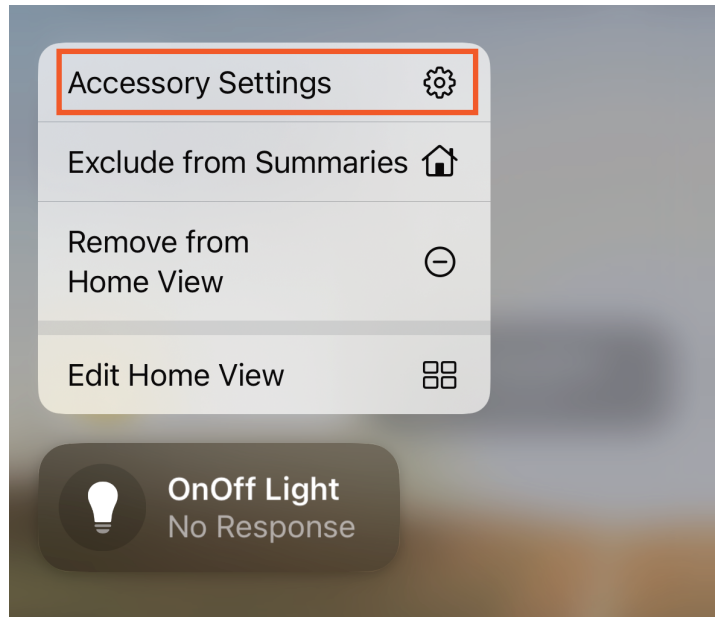 Accessory Settings
Exclude from Summaries
Remove from
Home View
Edit Home View
OnOff Light
No Response